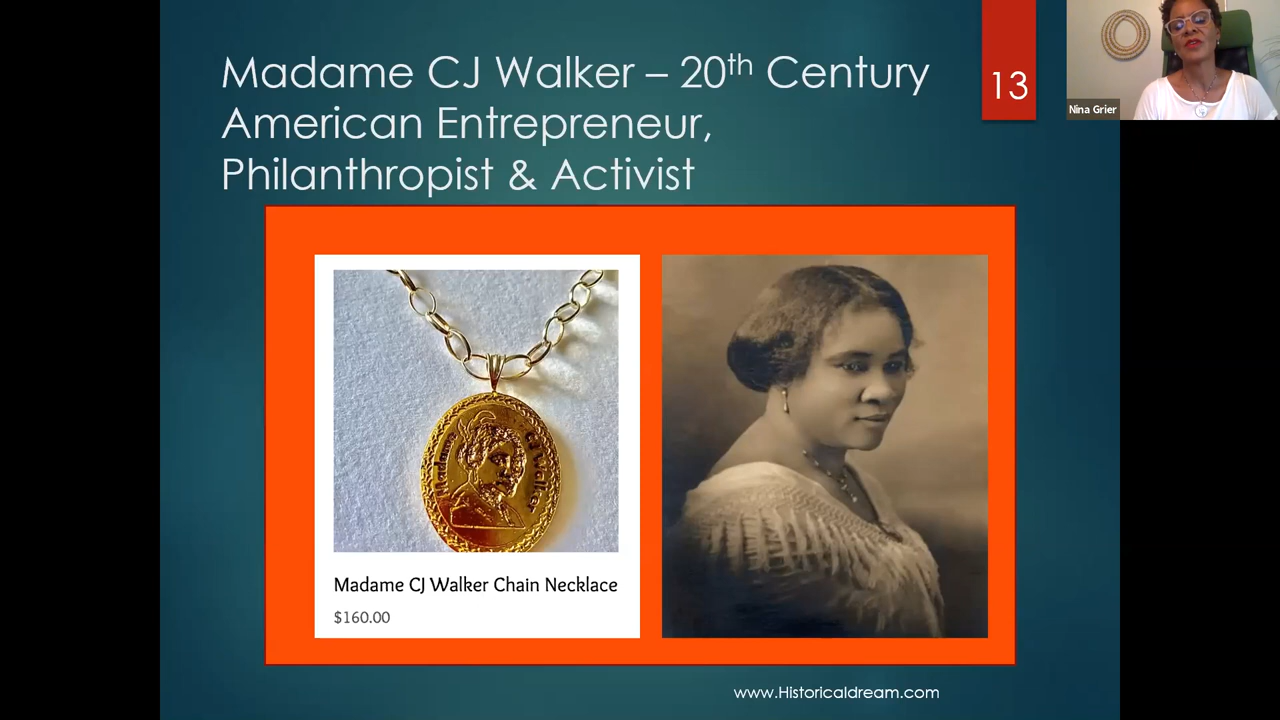 Madame CJ Walker – 20th Century
American Entrepreneur,
Philanthropist & Activist
13
Nina Grier
Madame
CJ Walker
Madame CJ Walker Chain Necklace
$160.00
www.Historicaldream.com